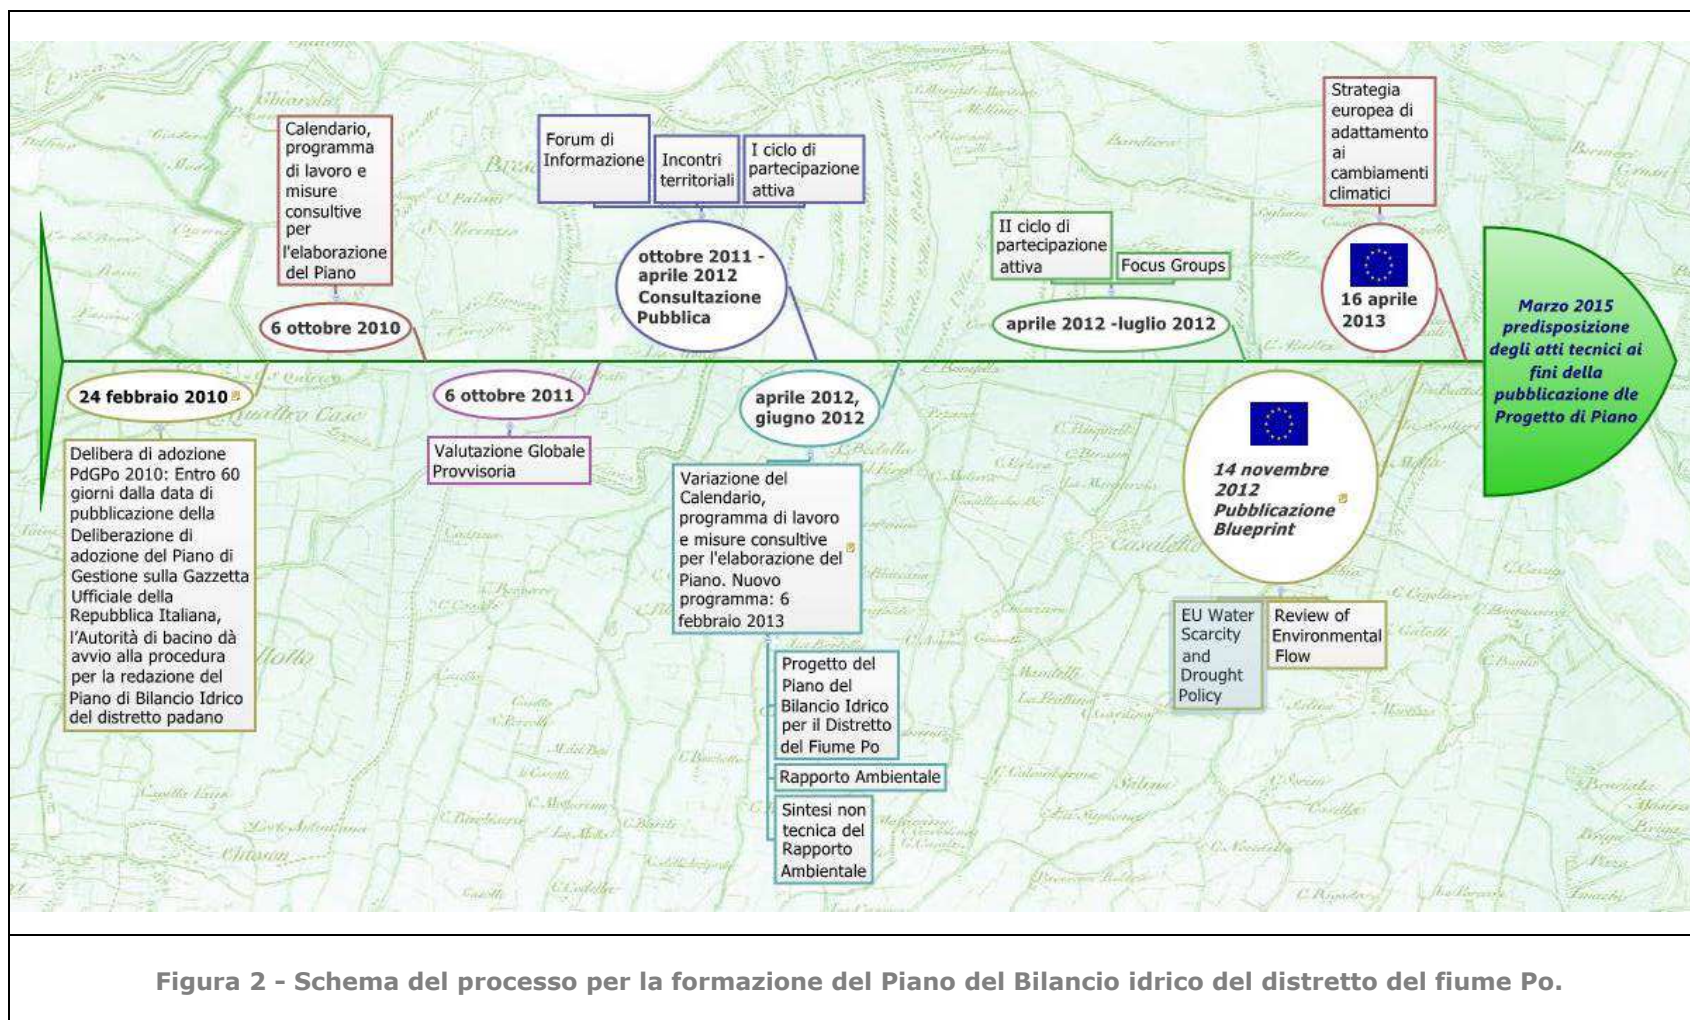 Calendario,
programma
di lavoro e
misure
consultive
per
l'elaborazione
del Piano
6 ottobre 2010
Forum di
Informazione
Incontri
territoriali
I ciclo di
partecipazione
attiva
ottobre 2011 -
aprile 2012
Consultazione
Pubblica
II ciclo di
partecipazione
attiva
Focus Groups
aprile 2012 -luglio 2012
Strategia
europea di
adattamento
ai
cambiamenti
climatici
16 aprile
2013
Marzo 2015
predisposizione
degli atti tecnici ai
fini della
pubblicazione dle
Progetto di Piano
24 febbraio 2010
Delibera di adozione
PdGPo 2010: Entro 60
giorni dalla data di
pubblicazione della
Deliberazione di
adozione del Piano di
Gestione sulla Gazzetta
Ufficiale della
Repubblica Italiana,
l'Autorità di bacino dà
avvio alla procedura
per la redazione del
Piano di Bilancio Idrico
del distretto padano
6 ottobre 2011
Valutazione Globale
Provvisoria
aprile 2012,
giugno 2012
Variazione del
Calendario,
programma di lavoro
e misure consultive
per l'elaborazione del
Piano. Nuovo
programma: 6
febbraio 2013
Progetto del
Piano del
Bilancio Idrico
per il Distretto
del Fiume Po
Rapporto Ambientale
Sintesi non
tecnica del
Rapporto
Ambientale
14 novembre
2012
Pubblicazione
Blueprint
EU Water
Scarcity
and
Drought
Policy
Review of
Environmental
Flow
Figura 2 - Schema del processo per la formazione del Piano del Bilancio idrico del distretto del fiume Po.